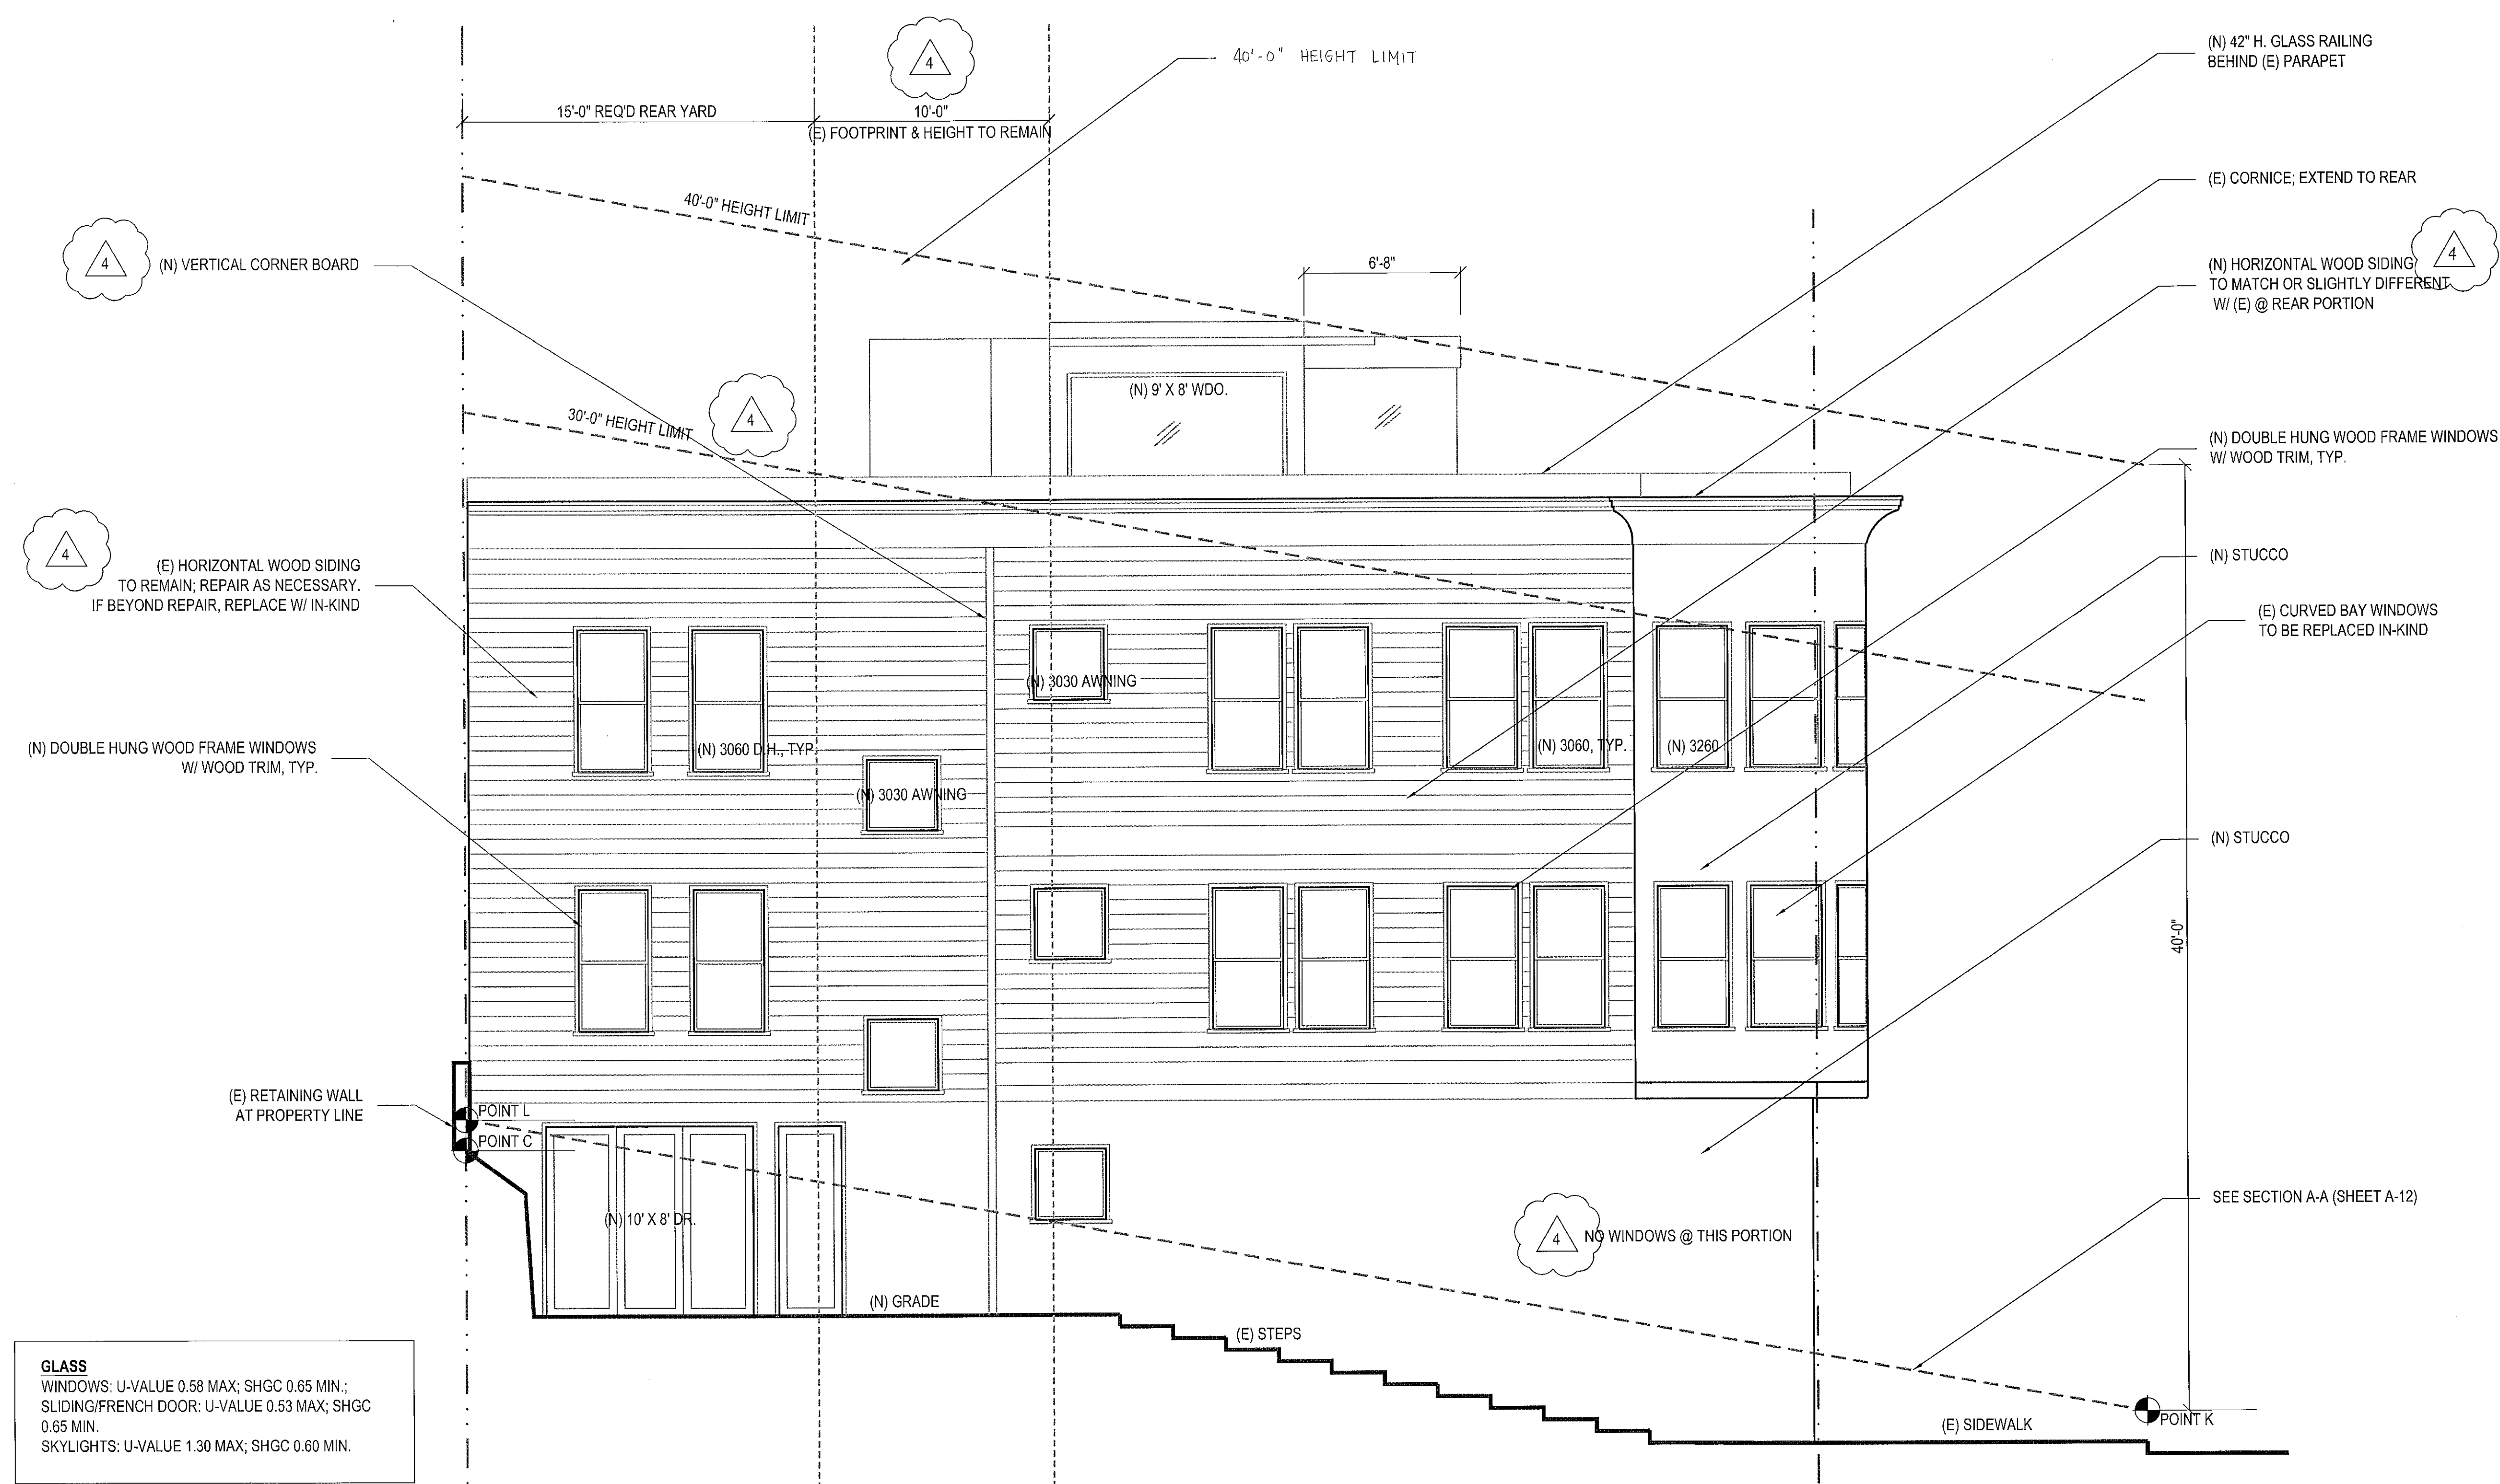 4
40'-0" HEIGHT LIMIT
(N) 42" H. GLASS RAILING
BEHIND (E) PARAPET
15'-0" REQ'D REAR YARD
10'-0"
(E) FOOTPRINT & HEIGHT TO REMAIN
(E) CORNICE; EXTEND TO REAR
40'-0" HEIGHT LIMIT
4
(N) VERTICAL CORNER BOARD
6'-8"
(N) HORIZONTAL WOOD SIDING
TO MATCH OR SLIGHTLY DIFFERENT
W/ (E) @ REAR PORTION
4
(N) 9' X 8' WDO.
30'-0" HEIGHT LIMIT
4
(N) DOUBLE HUNG WOOD FRAME WINDOWS
W/ WOOD TRIM, TYP.
4
(E) HORIZONTAL WOOD SIDING
TO REMAIN; REPAIR AS NECESSARY.
IF BEYOND REPAIR, REPLACE W/ IN-KIND
(N) STUCCO
(E) CURVED BAY WINDOWS
TO BE REPLACED IN-KIND
(N) 3030 AWNING
(N) DOUBLE HUNG WOOD FRAME WINDOWS
W/ WOOD TRIM, TYP.
(N) 3060 D.H., TYP.
(N) 3060, TYP.
(N) 3260
(N) 3030 AWNING
(N) STUCCO
40'-0"
(E) RETAINING WALL
AT PROPERTY LINE
POINT L
POINT C
SEE SECTION A-A (SHEET A-12)
(N) 10' X 8' DR.
4
NO WINDOWS @ THIS PORTION
(N) GRADE
(E) STEPS
(E) SIDEWALK
POINT K
GLASS
WINDOWS: U-VALUE 0.58 MAX; SHGC 0.65 MIN.;
SLIDING/FRENCH DOOR: U-VALUE 0.53 MAX; SHGC
0.65 MIN.
SKYLIGHTS: U-VALUE 1.30 MAX; SHGC 0.60 MIN.